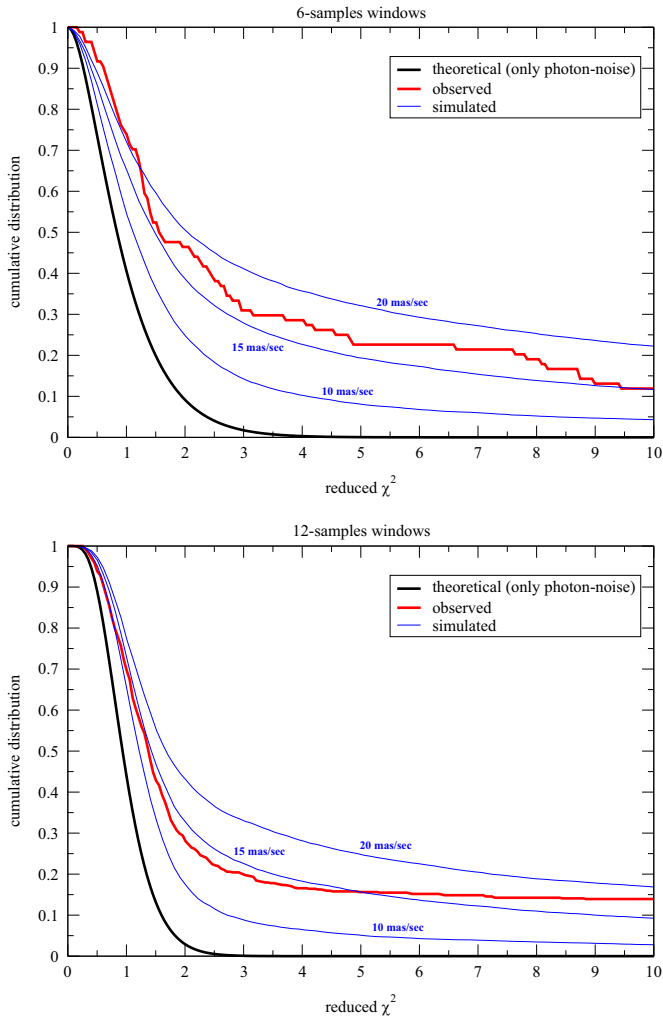 6-samples windows
1
0.9
0.8
0.7
0.6
0.5
0.4
0.3
0.2
0.1
0
cumulative distribution
theoretical (only photon-noise)
observed
simulated
20 mas/sec
15 mas/sec
10 mas/sec
0 1 2 3 4 5 6 7 8 9 10
reduced χ²
12-samples windows
1
0.9
0.8
0.7
0.6
0.5
0.4
0.3
0.2
0.1
0
cumulative distribution
theoretical (only photon-noise)
observed
simulated
20 mas/sec
15 mas/sec
10 mas/sec
0 1 2 3 4 5 6 7 8 9 10
reduced χ²